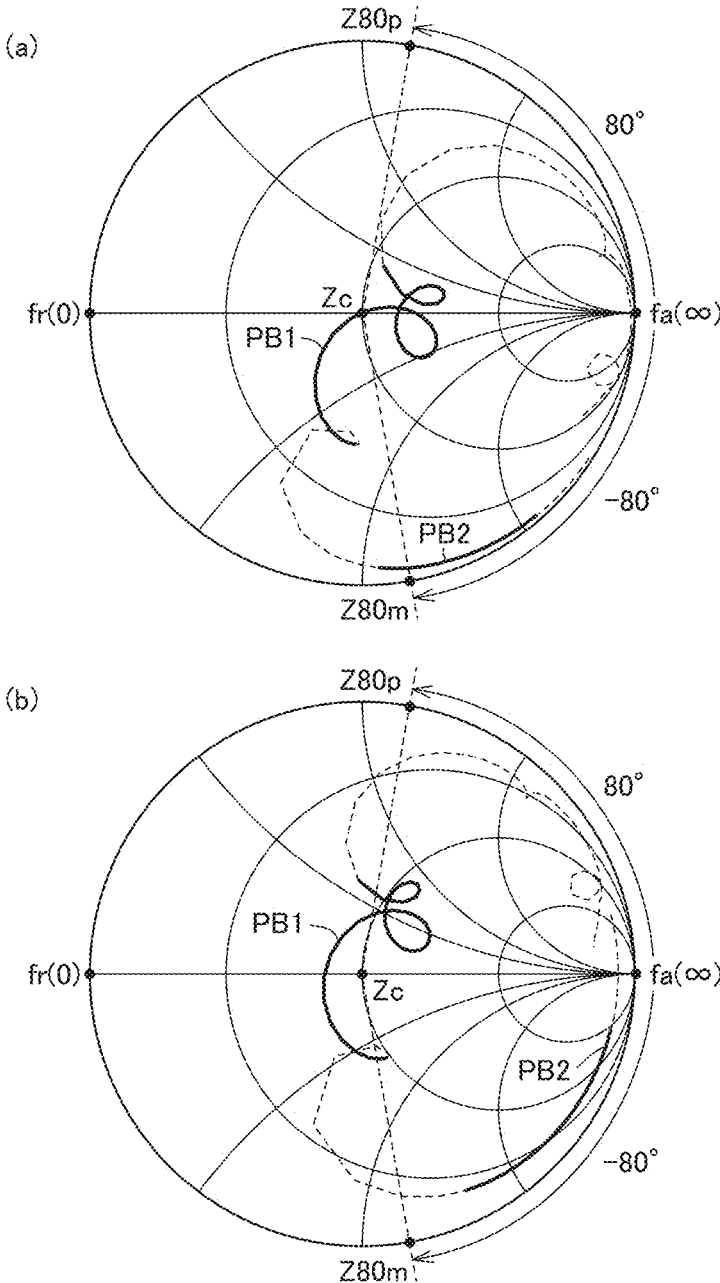 (a)
Z80p
80°
Zc
fr(0)
fa(∞)
PB1
PB2
-80°
Z80m
(b)
Z80p
80°
PB1
fr(0)
Zc
fa(∞)
PB2
-80°
Z80m